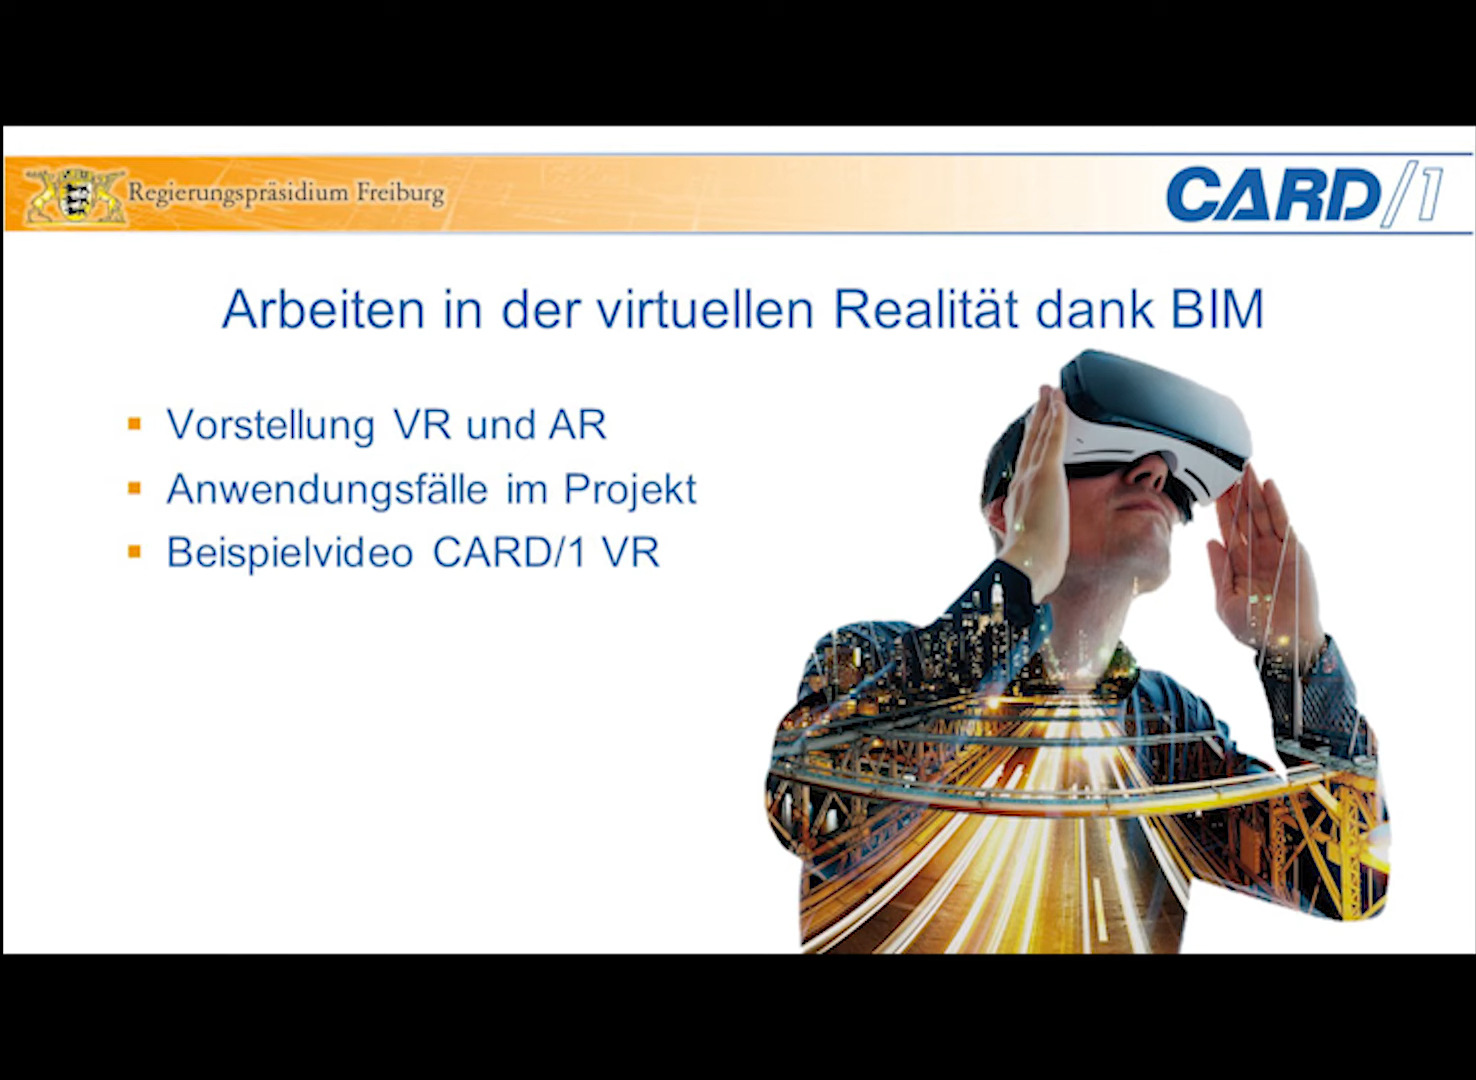 Regierungspräsidium Freiburg
CARD/1
Arbeiten in der virtuellen Realität dank BIM
Vorstellung VR und AR
Anwendungsfälle im Projekt
Beispielvideo CARD/1 VR